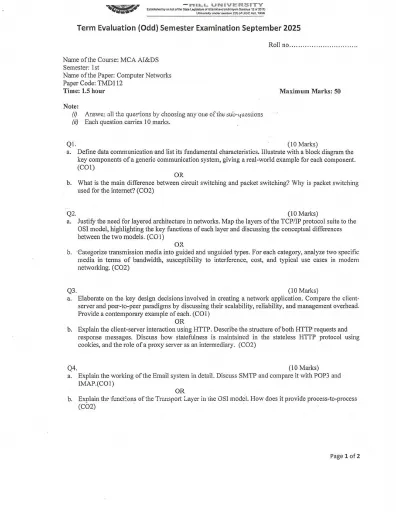 HILL UNIVERSITY
Term Evaluation (Odd) Semester Examination September 2025
Roll no..............................
Name of the Course: MCA AI&DS
Semester: 1st
Name of the Paper: Computer Networks
Paper Code: TMD112
Time: 1.5 hour Maximum Marks: 50
Note:
(i) Answer all the questions by choosing any one of the sub-questions
(ii) Each question carries 10 marks.
Q1. (10 Marks)
a. Define data communication and list its fundamental characteristics. Illustrate with a block diagram the
key components of a generic communication system, giving a real-world example for each component.
(CO1)
OR
b. What is the main difference between circuit switching and packet switching? Why is packet switching
used for the Internet? (CO2)
Q2. (10 Marks)
a. Justify the need for layered architecture in networks. Map the layers of the TCP/IP protocol suite to the
OSI model, highlighting the key functions of each layer and discussing the conceptual differences
between the two models. (CO1)
OR
b. Categorize transmission media into guided and unguided types. For each category, analyze two specific
media in terms of bandwidth, susceptibility to interference, cost, and typical use cases in modern
networking. (CO2)
Q3. (10 Marks)
a. Elaborate on the key design decisions involved in creating a network application. Compare the client-
server and peer-to-peer paradigms by discussing their scalability, reliability, and management overhead.
Provide a contemporary example of each. (CO1)
OR
b. Explain the client-server interaction using HTTP. Describe the structure of both HTTP requests and
response messages. Discuss how statefulness is maintained in the stateless HTTP protocol using
cookies, and the role of a proxy server as an intermediary. (CO2)
Q4. (10 Marks)
a. Explain the working of the Email system in detail. Discuss SMTP and compare it with POP3 and
IMAP.(CO1)
OR
b. Explain the functions of the Transport Layer in the OSI model. How does it provide process-to-process
(CO2)
Page 1 of 2